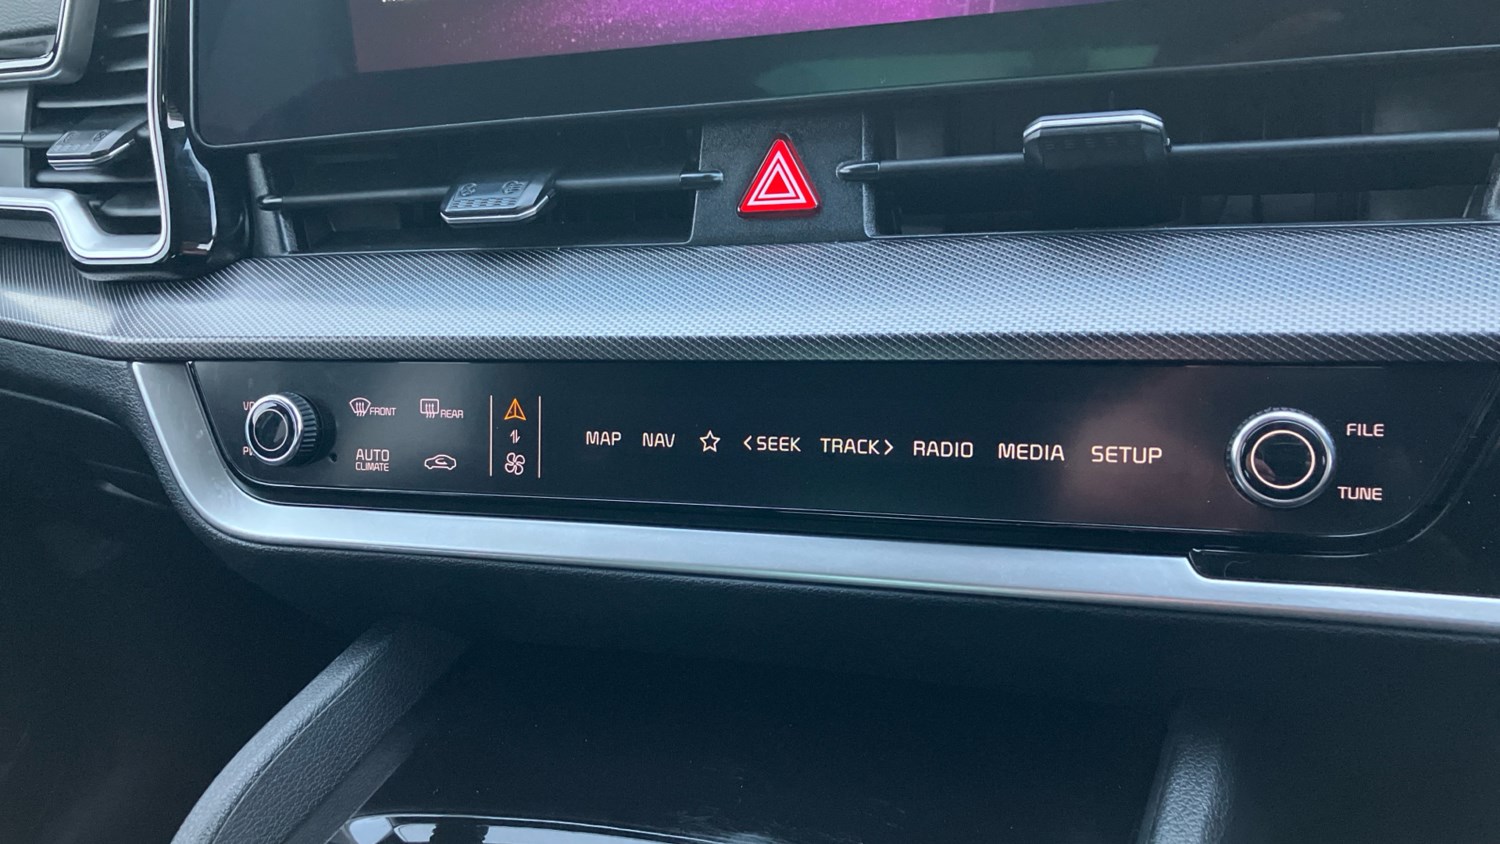 FRONT
REAR
AUTO
CLIMATE
MAP NAV <SEEK TRACK> RADIO MEDIA SETUP
FILE
TUNE